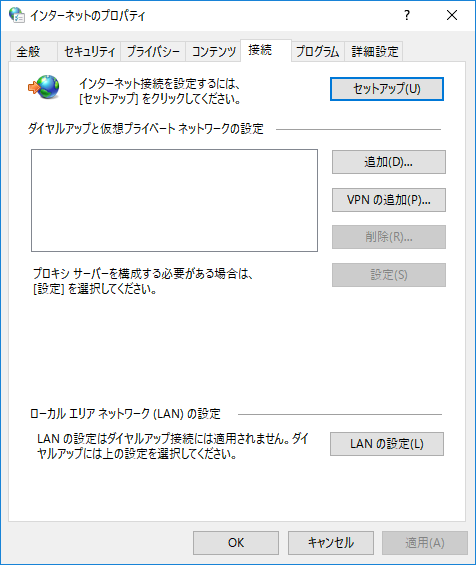 インターネットのプロパティ
?
全般 セキュリティ プライバシー コンテンツ 接続 プログラム 詳細設定
インターネット接続を設定するには、
[セットアップ] をクリックしてください。
セットアップ(U)
ダイヤルアップと仮想プライベート ネットワークの設定
追加(D)...
VPN の追加(P)...
削除(R)...
プロキシ サーバーを構成する必要がある場合は、
[設定] を選択してください。
設定(S)
ローカル エリア ネットワーク (LAN) の設定
LAN の設定はダイヤルアップ接続には適用されません。ダイ
ヤルアップには上の設定を選択してください。
LAN の設定(L)
OK キャンセル 適用(A)